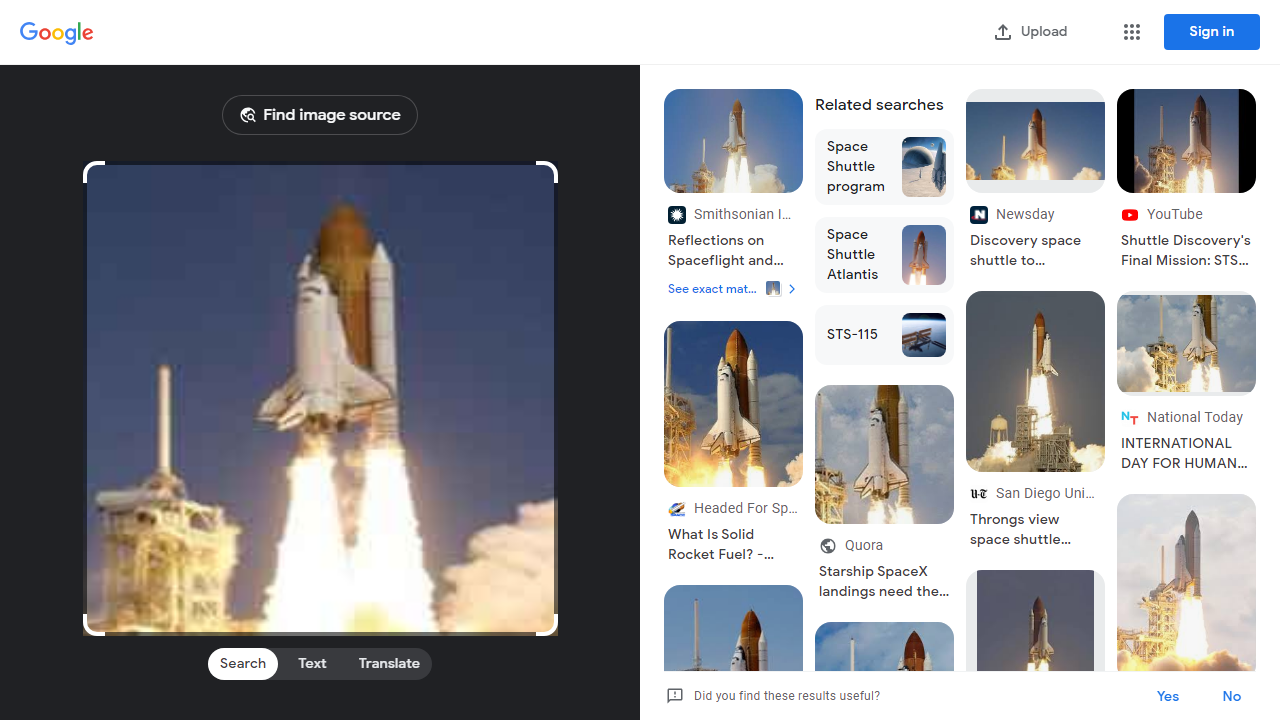 Google
Upload
Sign in
Find image source
Search
Text
Translate
Smithsonian I...
Reflections on
Spaceflight and...
See exact mat...
Headed For Sp...
What Is Solid
Rocket Fuel? -...
Related searches
Space
Shuttle
program
Space
Shuttle
Atlantis
STS-115
Quora
Starship SpaceX
landings need the...
Newsday
Discovery space
shuttle to...
San Diego Uni...
Throngs view
space shuttle...
YouTube
Shuttle Discovery's
Final Mission: STS...
National Today
INTERNATIONAL
DAY FOR HUMAN...
Did you find these results useful?
Yes
No